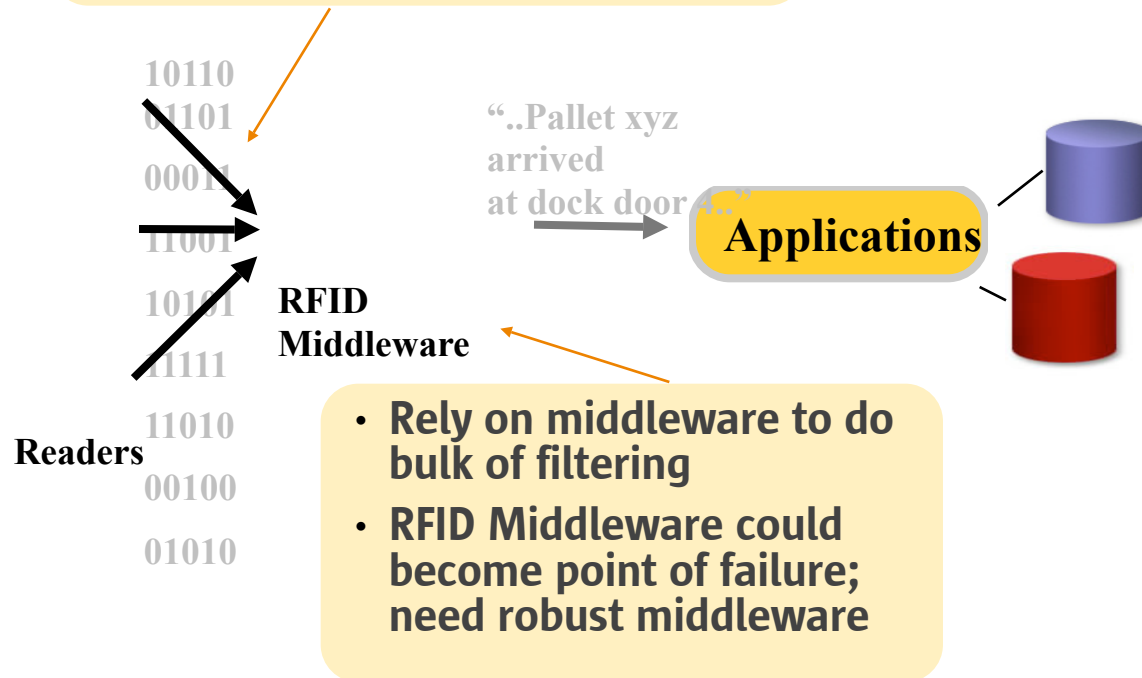 10110
01101
00011
11001
10101
11111
11010
00100
01010
Readers
RFID
Middleware
“..Pallet xyz
arrived
at dock door 4..”
Applications
• Rely on middleware to do
bulk of filtering
• RFID Middleware could
become point of failure;
need robust middleware